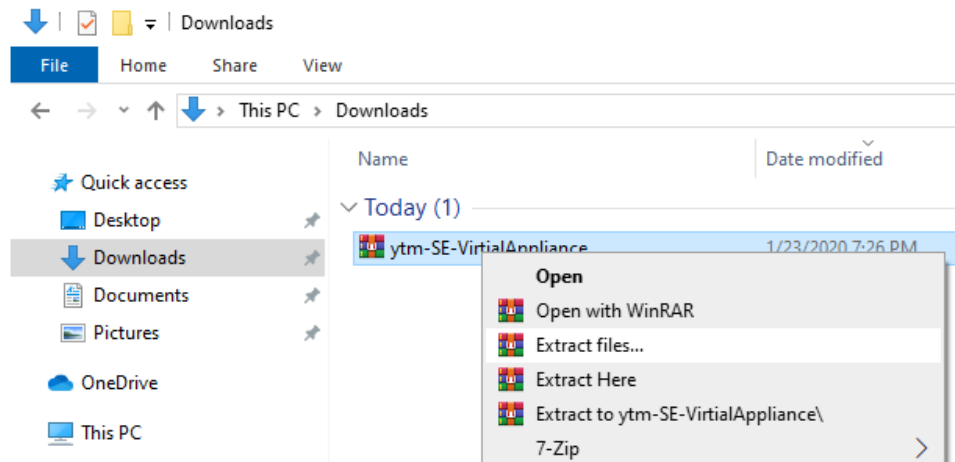 Downloads
File Home Share View
This PC Downloads
Name Date modified
Quick access
Today (1)
Desktop
ytm-SE-VirtialAppliance 1/23/2020 7:26 PM
Downloads
Open
Documents
Open with WinRAR
Pictures
Extract files...
OneDrive
Extract Here
Extract to ytm-SE-VirtialAppliance\
This PC
7-Zip